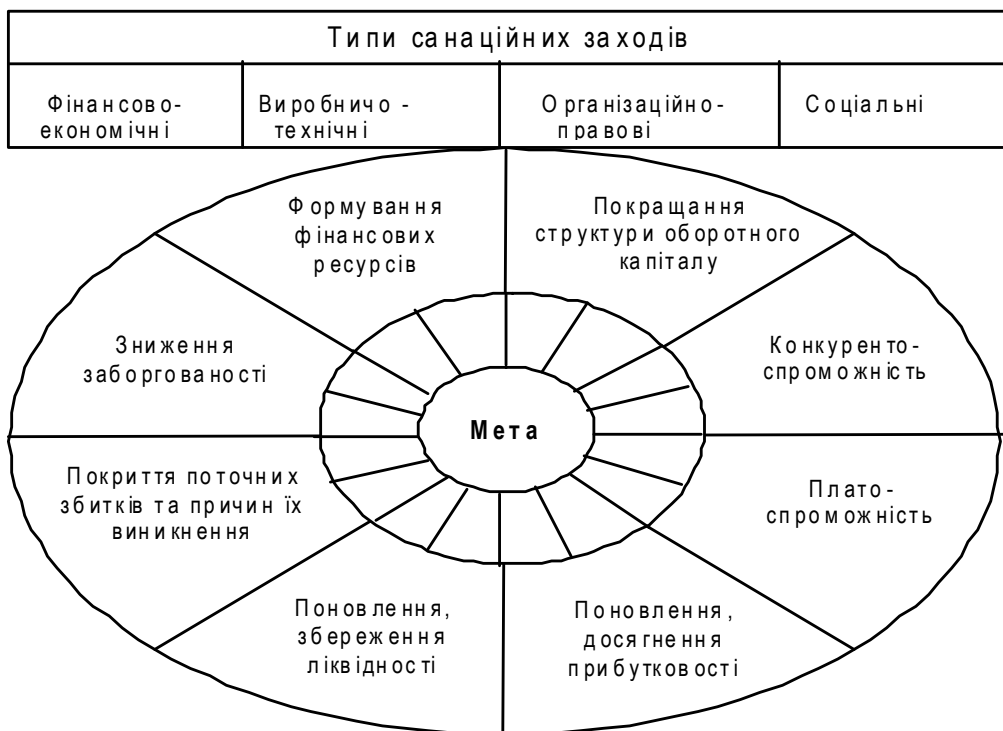 Типи санаційних заходів
Фінансово-
економічні
Виробничо -
технічні
Організаційно-
правові
Соціальні
Формування
фінансових
ресурсів
Покращання
структури оборотного
капіталу
Зниження
заборгованості
Конкуренто-
спроможність
Мета
Покриття поточних
збитків та причин їх
виникнення
Плато-
спроможність
Поновлення,
збереження
ліквідності
Поновлення,
досягнення
прибутковості